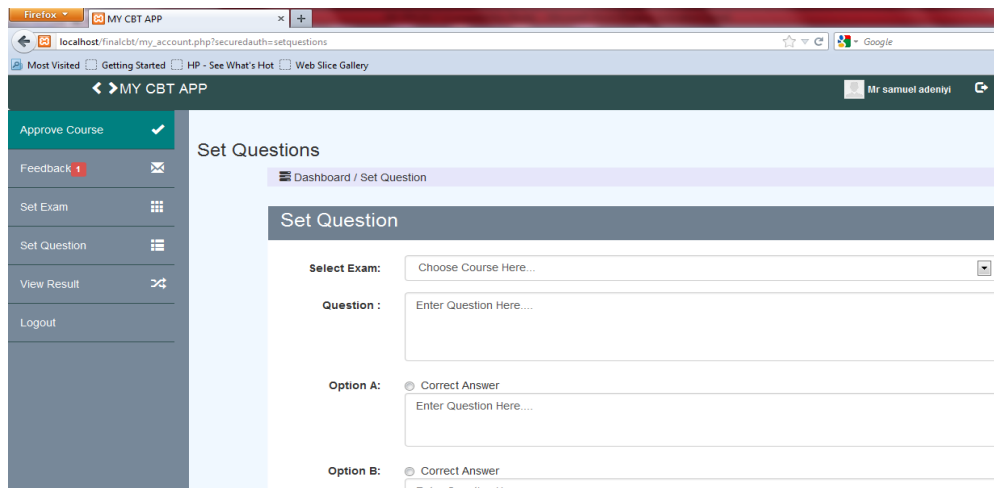 Firefox
MY CBT APP
localhost/finalcbt/my_account.php?securedauth=setquestions
Google
Most Visited Getting Started HP - See What's Hot Web Slice Gallery
MY CBT APP
Mr samuel adeniyi
Approve Course
Feedback 1
Set Exam
Set Question
View Result
Logout
Set Questions
Dashboard / Set Question
Set Question
Select Exam: Choose Course Here...
Question : Enter Question Here....
Option A: Correct Answer
Enter Question Here....
Option B: Correct Answer